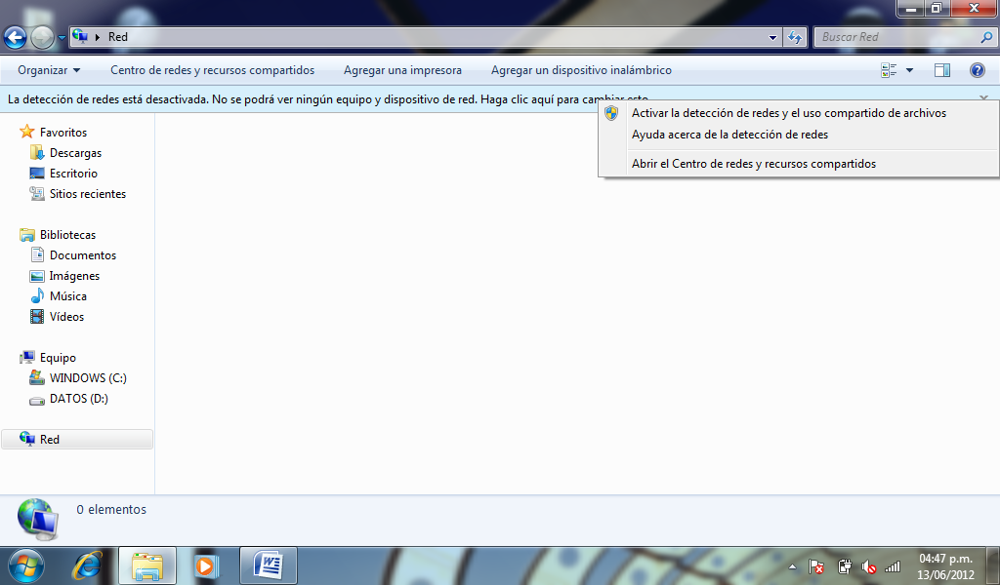 Red
Buscar Red
Organizar
Centro de redes y recursos compartidos
Agregar una impresora
Agregar un dispositivo inalámbrico
La detección de redes está desactivada. No se podrá ver ningún equipo y dispositivo de red. Haga clic aquí para cambiar esto
Activar la detección de redes y el uso compartido de archivos
Ayuda acerca de la detección de redes
Abrir el Centro de redes y recursos compartidos
Favoritos
Descargas
Escritorio
Sitios recientes
Bibliotecas
Documentos
Imágenes
Música
Vídeos
Equipo
WINDOWS (C:)
DATOS (D:)
Red
0 elementos
04:47 p.m.
13/06/2012